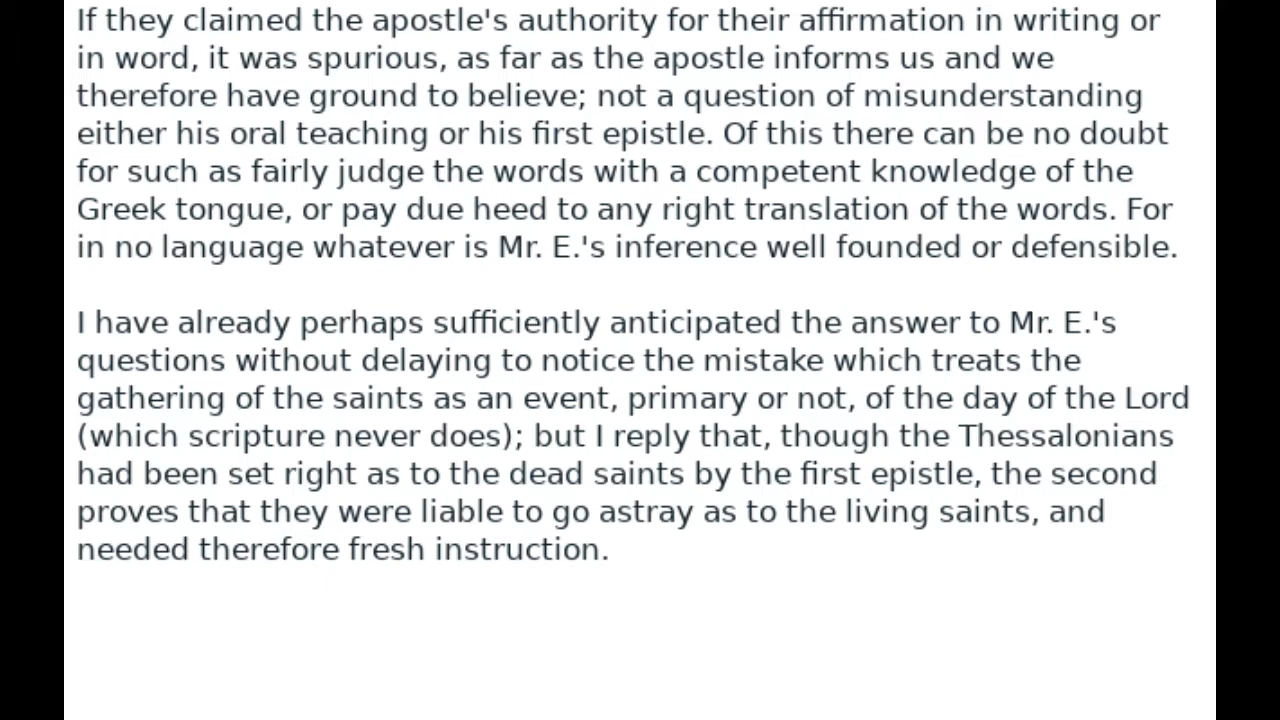 If they claimed the apostle's authority for their affirmation in writing or
in word, it was spurious, as far as the apostle informs us and we
therefore have ground to believe; not a question of misunderstanding
either his oral teaching or his first epistle. Of this there can be no doubt
for such as fairly judge the words with a competent knowledge of the
Greek tongue, or pay due heed to any right translation of the words. For
in no language whatever is Mr. E.'s inference well founded or defensible.
I have already perhaps sufficiently anticipated the answer to Mr. E.'s
questions without delaying to notice the mistake which treats the
gathering of the saints as an event, primary or not, of the day of the Lord
(which scripture never does); but I reply that, though the Thessalonians
had been set right as to the dead saints by the first epistle, the second
proves that they were liable to go astray as to the living saints, and
needed therefore fresh instruction.